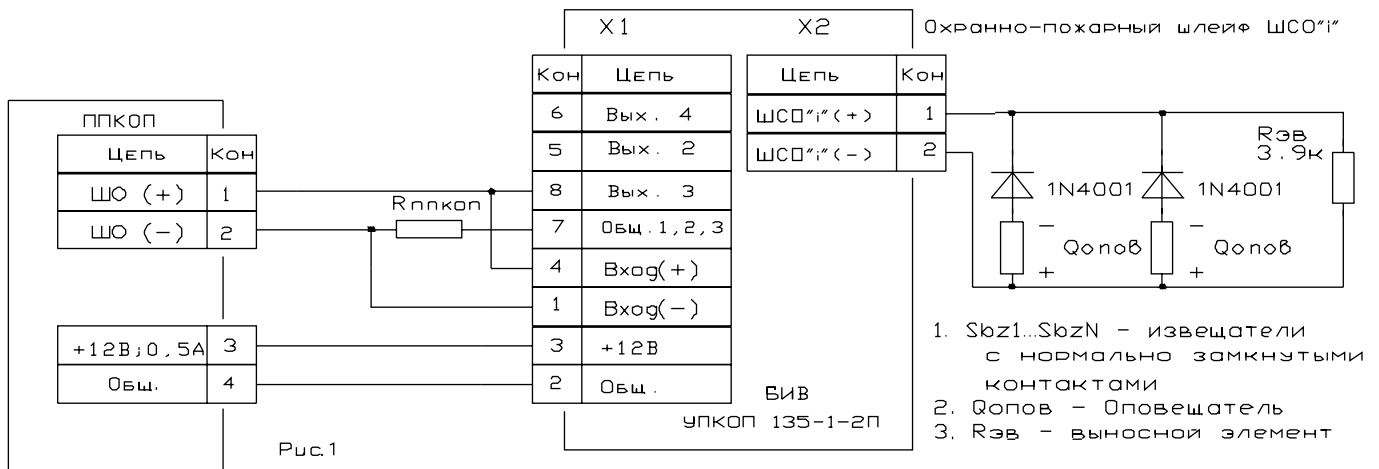 X1
X2
Охранно-пожарный шлейф ШСО"i"
Кон Цепь
6 Вых. 4
5 Вых. 2
8 Вых. 3
7 Общ.1,2,3
4 Вход(+)
1 Вход(-)
3 +12В
2 Общ.
Цепь Кон
ШСО"i"(+) 1
ШСО"i"(-) 2
ППКОП
Цепь Кон
ШО (+) 1
ШО (-) 2
+12В;0,5А 3
Общ. 4
Rппкоп
Rэв
3.9к
1N4001
1N4001
-
Qопов
+
-
Qопов
+
БИВ
УПКОП 135-1-2П
Рис.1
1. Sbz1...SbzN - извещатели
с нормально замкнутыми
контактами
2. Qопов - Оповещатель
3. Rэв - выносной элемент